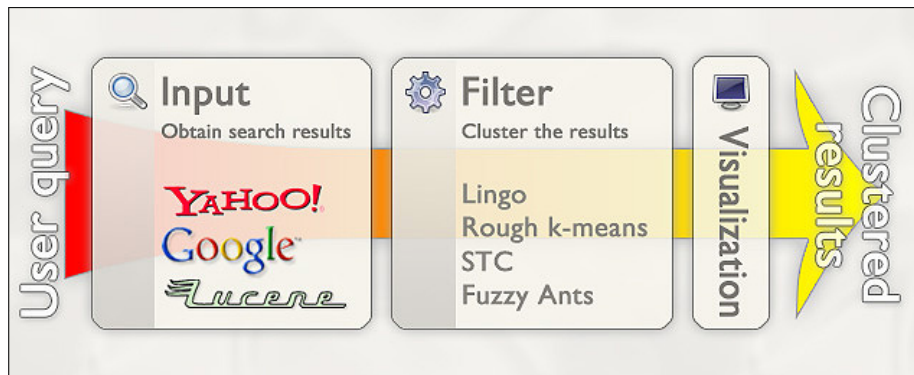 User query
Input
Obtain search results
YAHOO!
Google™
Lucene
Filter
Cluster the results
Lingo
Rough k-means
STC
Fuzzy Ants
Visualization
Clustered
results